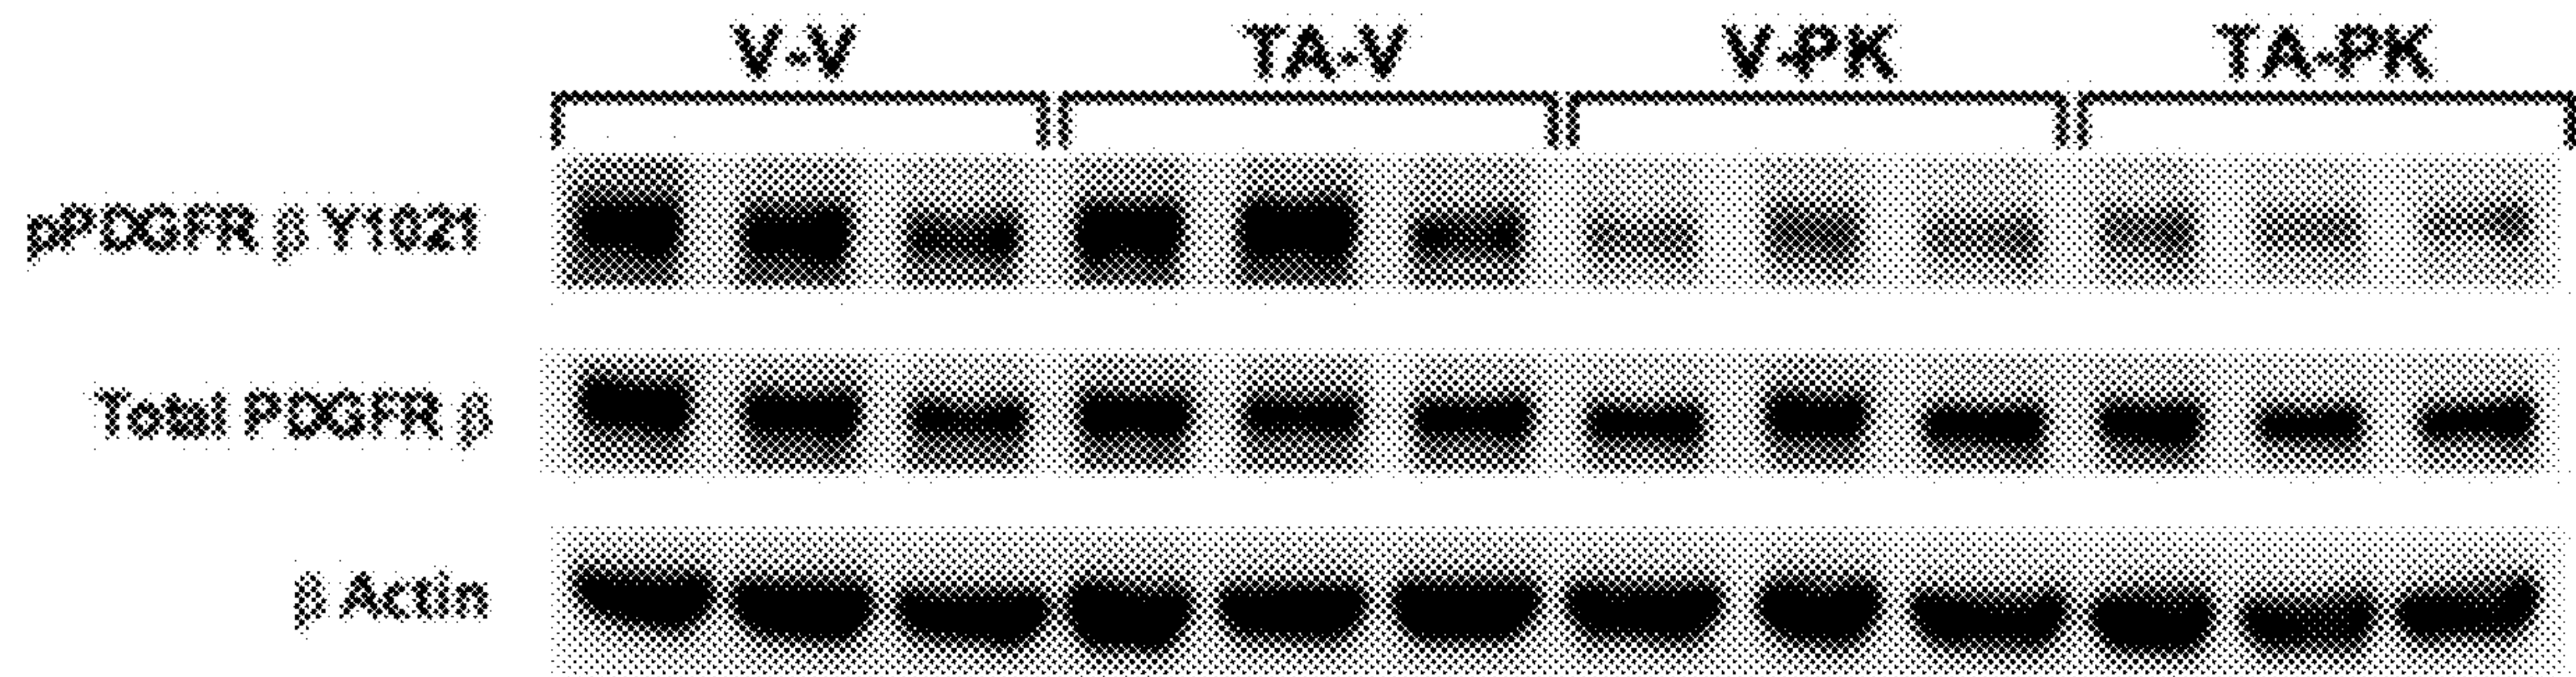 V-V TA-V V-PK TA-PK
pPDGFR β Y1021
Total PDGFR β
β Actin